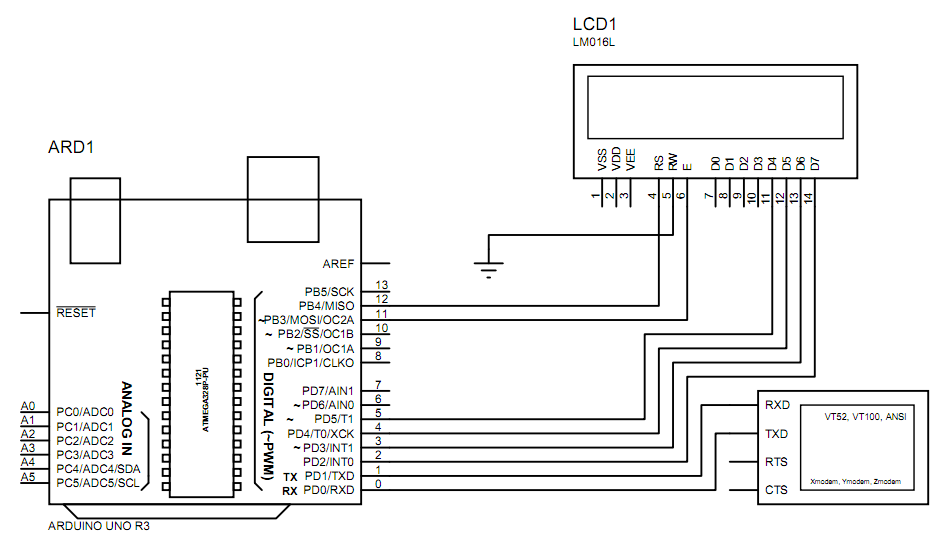 LCD1
LM016L
VSS VDD VEE RS RW E D0 D1 D2 D3 D4 D5 D6 D7
1 2 3 4 5 6 7 8 9 10 11 12 13 14
ARD1
AREF
PB5/SCK 13
PB4/MISO 12
RESET
~PB3/MOSI/OC2A 11
~ PB2/SS/OC1B 10
~ PB1/OC1A 9
PB0/ICP1/CLKO 8
1121
ATMEGA328P-PU
DIGITAL (~PWM)
ANALOG IN
PD7/AIN1 7
~ PD6/AIN0 6
~ PD5/T1 5
PD4/T0/XCK 4
~ PD3/INT1 3
PD2/INT0 2
TX PD1/TXD 1
RX PD0/RXD 0
A0 PC0/ADC0
A1 PC1/ADC1
A2 PC2/ADC2
A3 PC3/ADC3
A4 PC4/ADC4/SDA
A5 PC5/ADC5/SCL
ARDUINO UNO R3
RXD
TXD
RTS
CTS
VT52, VT100, ANSI
Xmodem, Ymodem, Zmodem